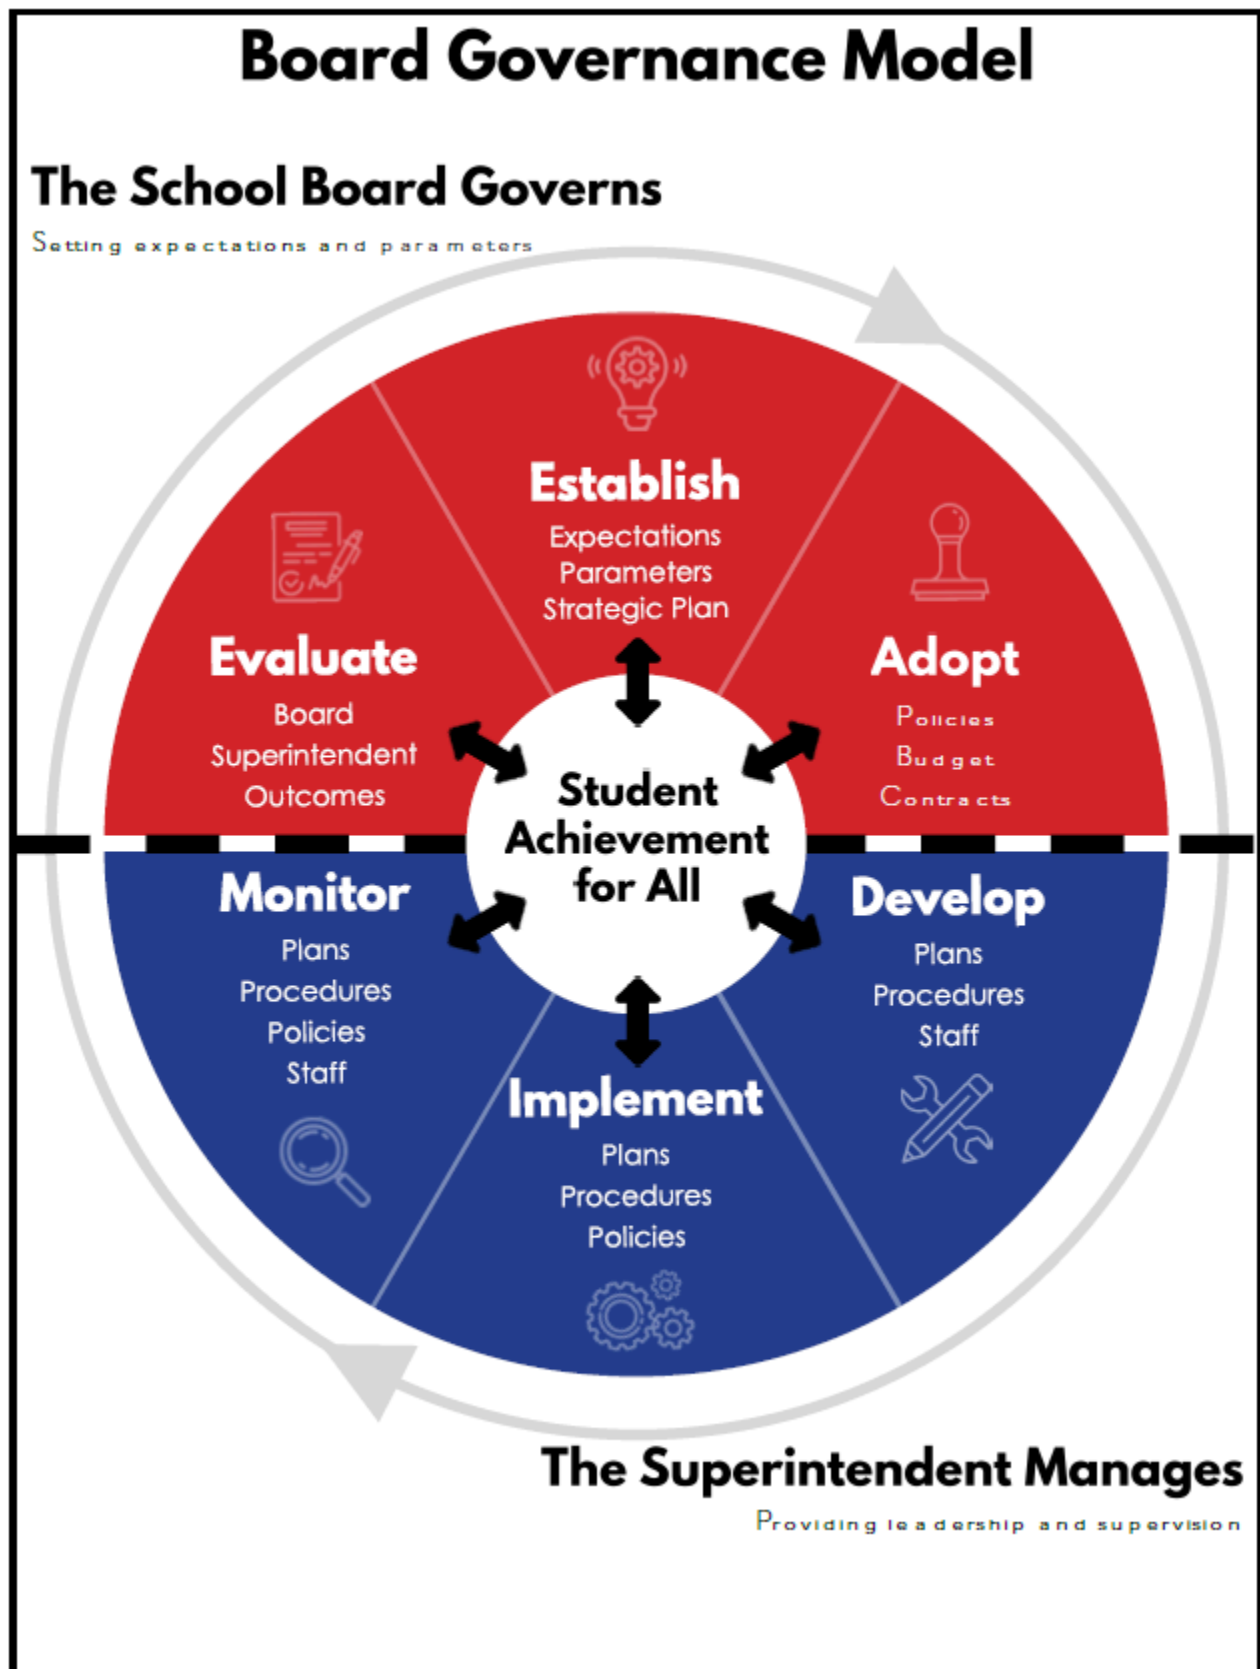 Board Governance Model
The School Board Governs
Setting expectations and parameters
Establish
Expectations
Parameters
Strategic Plan
Adopt
Policies
Budget
Contracts
Evaluate
Board
Superintendent
Outcomes
Student
Achievement
for All
Monitor
Plans
Procedures
Policies
Staff
Develop
Plans
Procedures
Staff
Implement
Plans
Procedures
Policies
The Superintendent Manages
Providing leadership and supervision